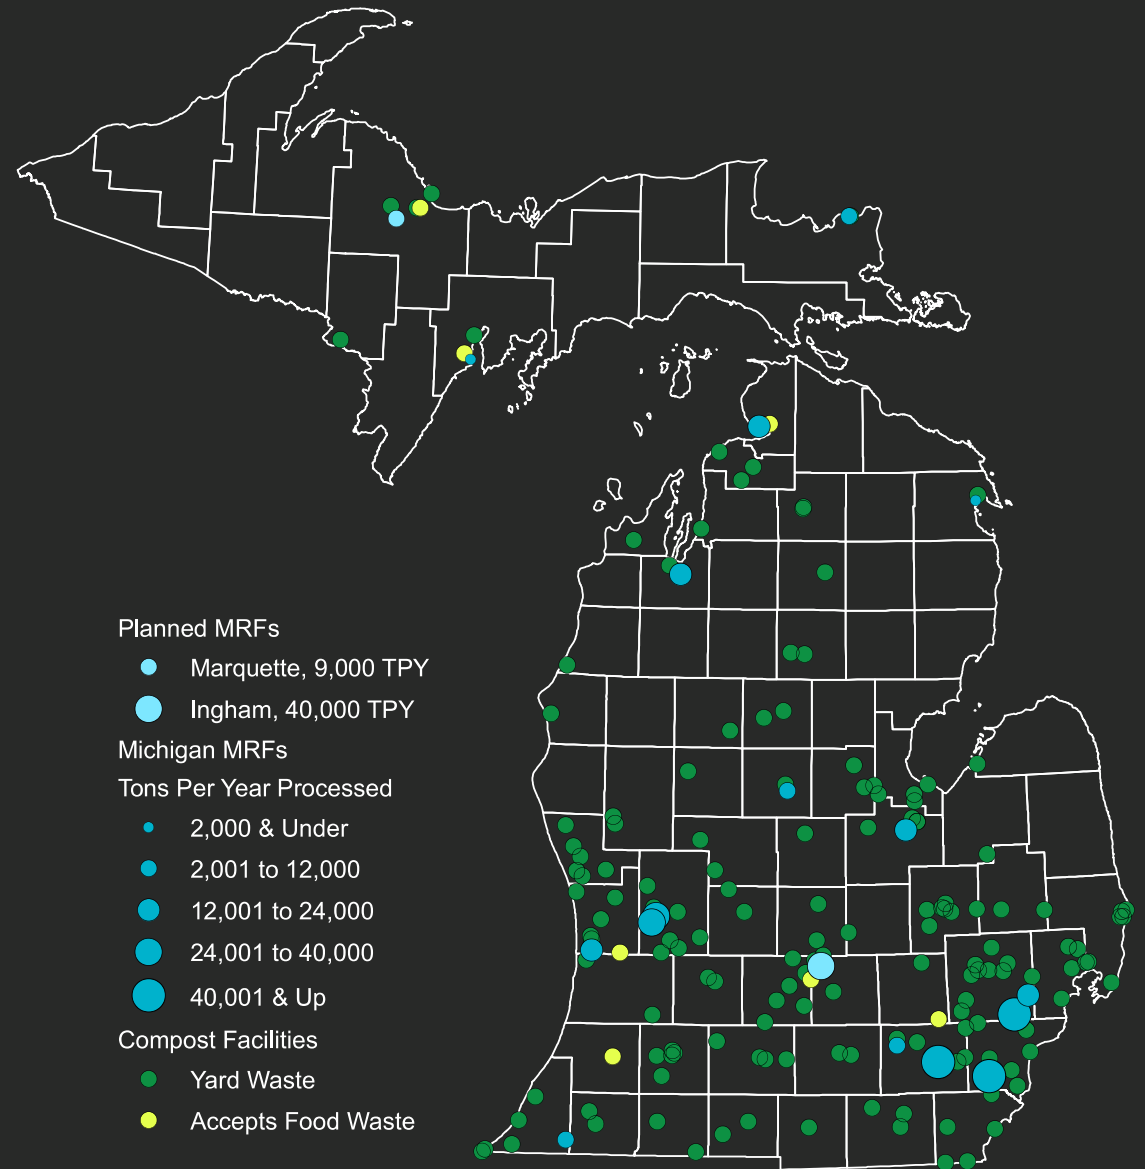 Planned MRFs
Marquette, 9,000 TPY
Ingham, 40,000 TPY
Michigan MRFs
Tons Per Year Processed
2,000 & Under
2,001 to 12,000
12,001 to 24,000
24,001 to 40,000
40,001 & Up
Compost Facilities
Yard Waste
Accepts Food Waste